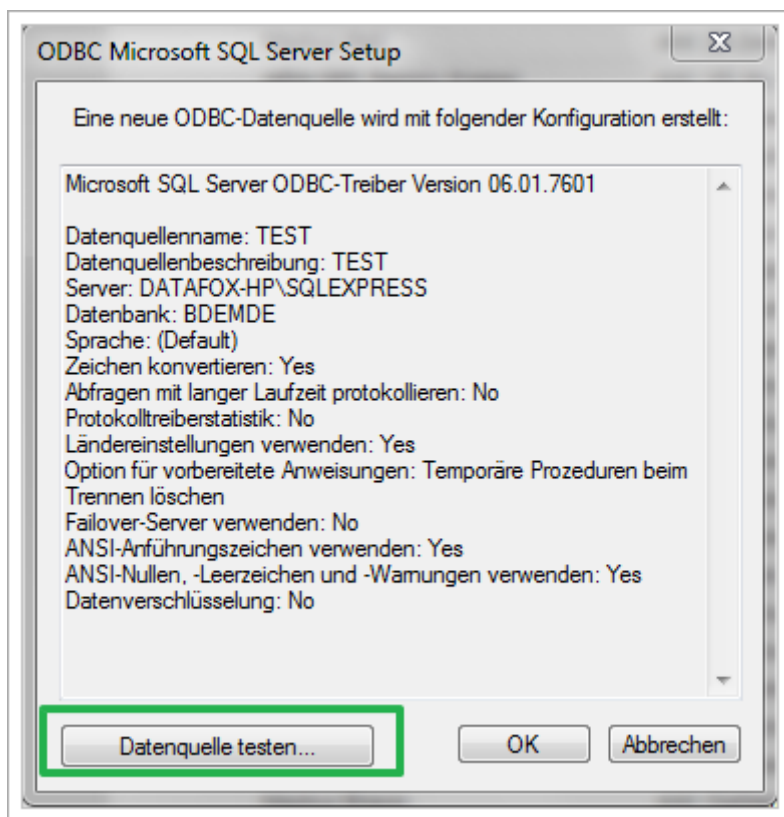 ODBC Microsoft SQL Server Setup
Eine neue ODBC-Datenquelle wird mit folgender Konfiguration erstellt:
Microsoft SQL Server ODBC-Treiber Version 06.01.7601
Datenquellenname: TEST
Datenquellenbeschreibung: TEST
Server: DATAFOX-HP\SQLEXPRESS
Datenbank: BDEMDE
Sprache: (Default)
Zeichen konvertieren: Yes
Abfragen mit langer Laufzeit protokollieren: No
Protokolltreiberstatistik: No
Ländereinstellungen verwenden: Yes
Option für vorbereitete Anweisungen: Temporäre Prozeduren beim
Trennen löschen
Failover-Server verwenden: No
ANSI-Anführungszeichen verwenden: Yes
ANSI-Nullen, -Leerzeichen und -Warnungen verwenden: Yes
Datenverschlüsselung: No
Datenquelle testen...
OK
Abbrechen